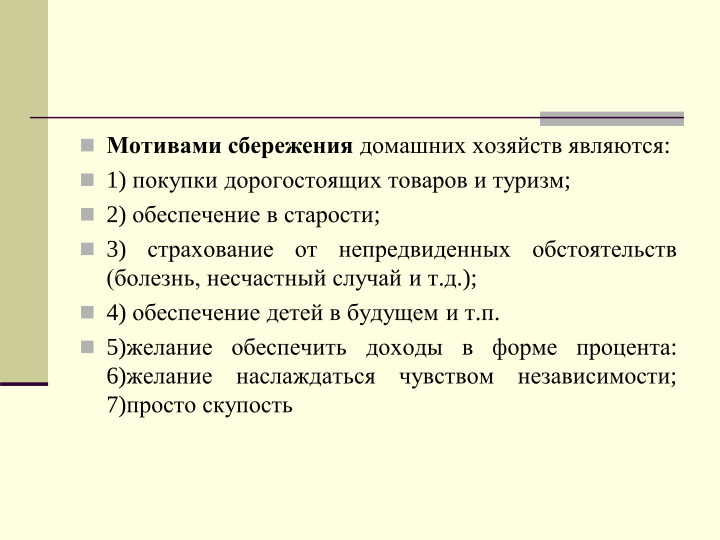 Мотивами сбережения домашних хозяйств являются:
1) покупки дорогостоящих товаров и туризм;
2) обеспечение в старости;
3) страхование от непредвиденных обстоятельств
(болезнь, несчастный случай и т.д.);
4) обеспечение детей в будущем и т.п.
5)желание обеспечить доходы в форме процента:
6)желание наслаждаться чувством независимости;
7)просто скупость